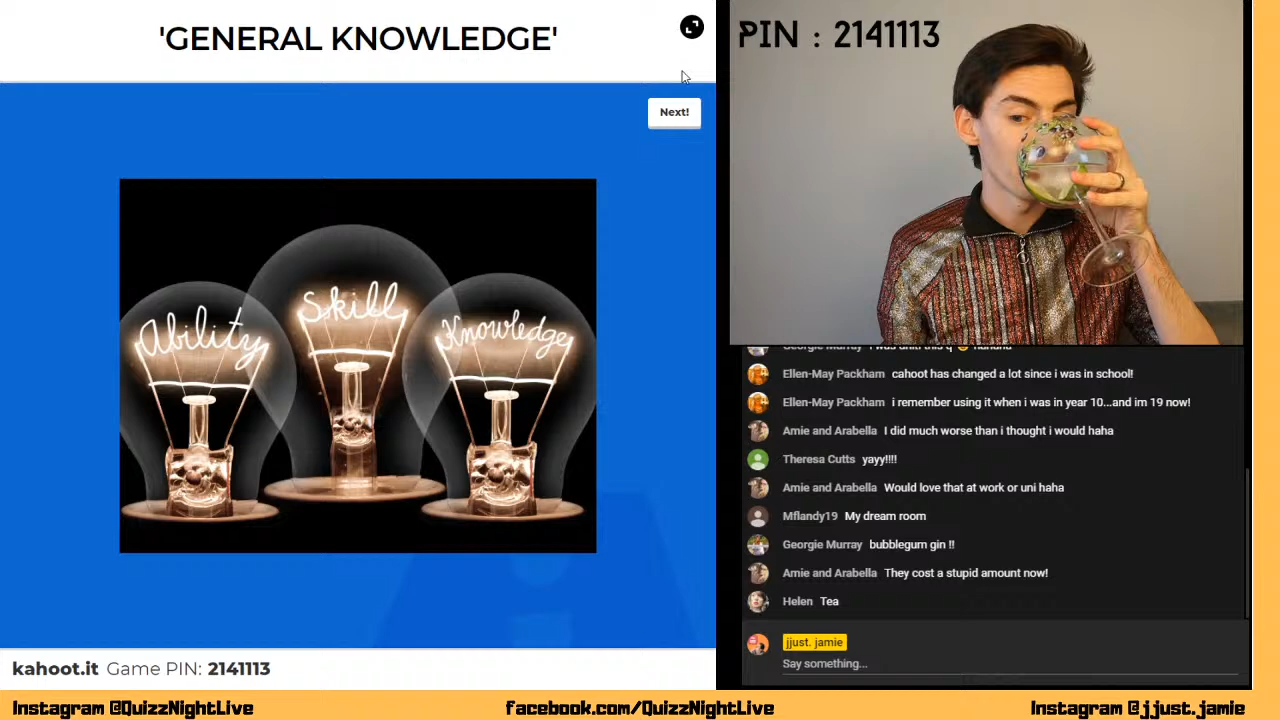 'GENERAL KNOWLEDGE'
Next!
Ability
Skill
Knowledge
kahoot.it Game PIN: 2141113
PIN : 2141113
Ellen-May Packham cahoot has changed a lot since i was in school!
Ellen-May Packham i remember using it when i was in year 10...and im 19 now!
Amie and Arabella I did much worse than i thought i would haha
Theresa Cutts yayy!!!!
Amie and Arabella Would love that at work or uni haha
Mflandy19 My dream room
Georgie Murray bubblegum gin !!
Amie and Arabella They cost a stupid amount now!
Helen Tea
jjust. jamie
Say something...
Instagram @QuizzNightLive
facebook.com/QuizzNightLive
Instagram @jjust.jamie